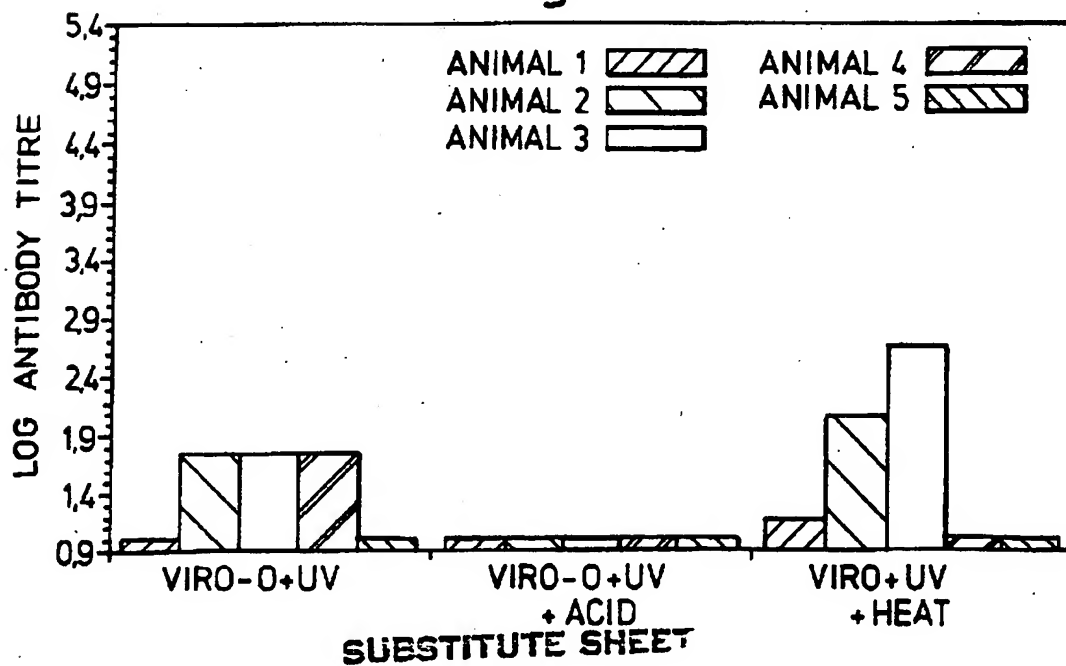 5,4
4,9
4,4
3,9
3,4
2,9
2,4
1,9
1,4
0,9
LOG ANTIBODY TITRE
ANIMAL 1
ANIMAL 2
ANIMAL 3
ANIMAL 4
ANIMAL 5
VIRO-0+UV
VIRO-0+UV
+ ACID
VIRO+UV
+HEAT
SUBSTITUTE SHEET